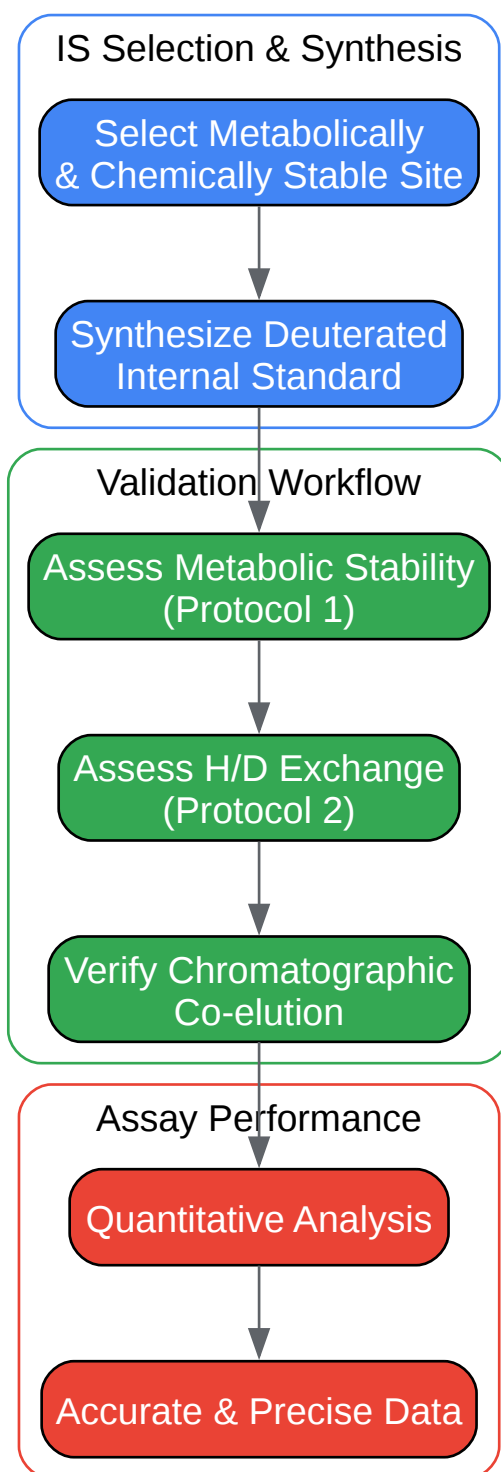 IS Selection & Synthesis
Select Metabolically
& Chemically Stable Site
Synthesize Deuterated
Internal Standard
Validation Workflow
Assess Metabolic Stability
(Protocol 1)
Assess H/D Exchange
(Protocol 2)
Verify Chromatographic
Co-elution
Assay Performance
Quantitative Analysis
Accurate & Precise Data